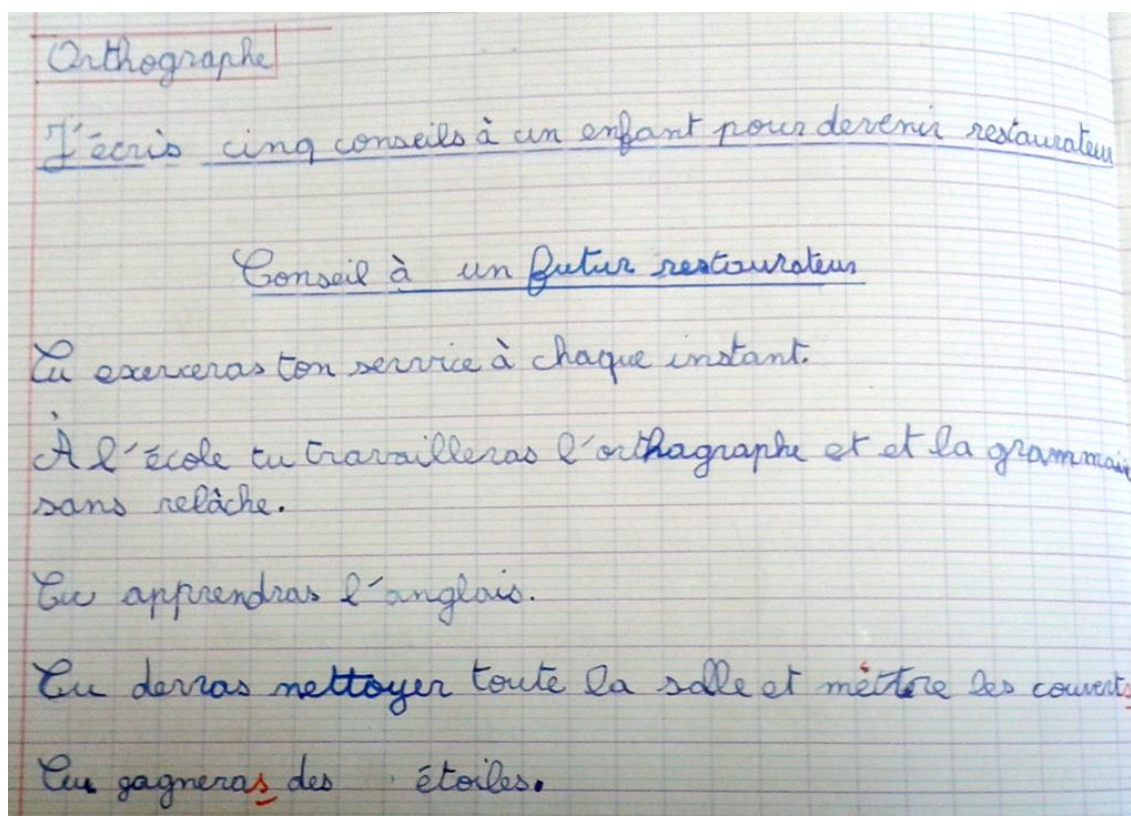 Orthographe
J'écris cinq conseils à un enfant pour devenir restaurateur
Conseil à un futur restaurateur
Tu exerceras ton service à chaque instant.
À l'école tu travailleras l'orthagraphe et et la grammair
sans relâche.
Tu apprendras l'anglais.
Tu devras nettoyer toute la salle et mettre les couverts
Tu gagneras des étoiles.